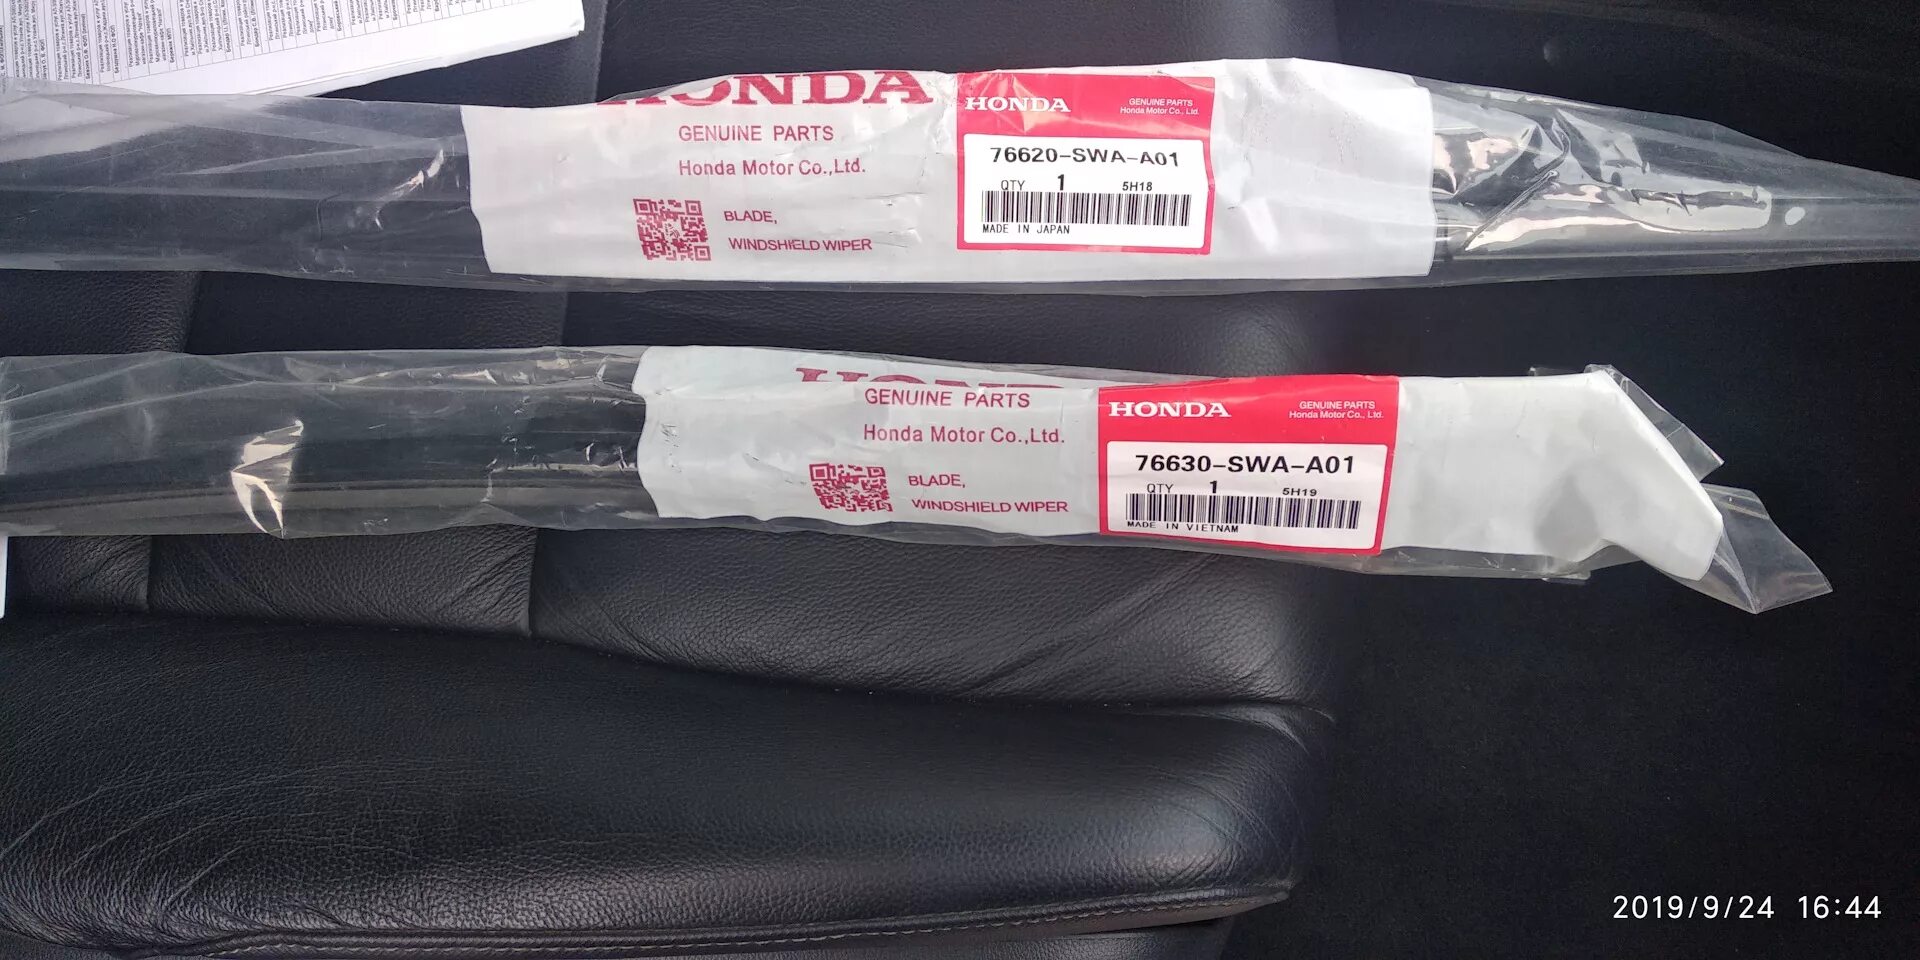 HONDA
GENUINE PARTS
Honda Motor Co.,Ltd.
BLADE,
WINDSHIELD WIPER
HONDA
GENUINE PARTS
Honda Motor Co., Ltd.
76620-SWA-A01
QTY 1 5H18
MADE IN JAPAN
HONDA
GENUINE PARTS
Honda Motor Co.,Ltd.
BLADE,
WINDSHIELD WIPER
HONDA
GENUINE PARTS
Honda Motor Co., Ltd.
76630-SWA-A01
QTY 1 5H19
MADE IN VIETNAM
2019/9/24 16:44